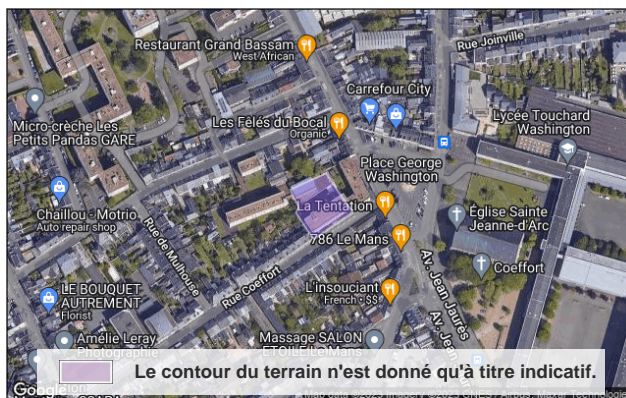 Restaurant Grand Bassam
West African
Rue Joinville
Carrefour City
Micro-crèche Les
Petits Pandas GARE
Les Félés du Bocal
Organic
Lycée Touchard
Washington
Place George
Washington
Chaillou - Motrio
Auto repair shop
La Tentation
Église Sainte
Jeanne-d'Arc
Rue de Mulhouse
786 Le Mans
Coeffort
Rue Coeffort
Av. Jean Jaurès
LE BOUQUET
AUTREMENT
Florist
L'insouciant
French • $$
Amélie Leray
Photographie
Massage SALON
ETOILE Le Mans
Av. Jean
Le contour du terrain n'est donné qu'à titre indicatif.
Google